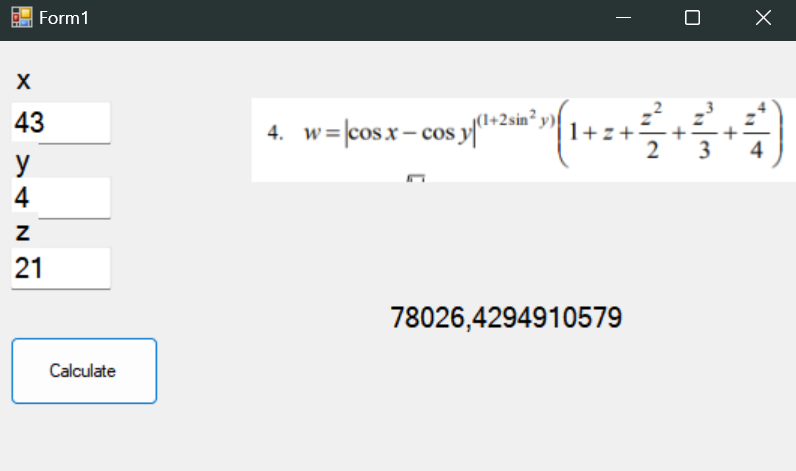 Form1
x
43
4. w = |cos x − cos y|^(1+2sin² y) (1 + z + z²/2 + z³/3 + z⁴/4)
y
4
z
21
78026,4294910579
Calculate